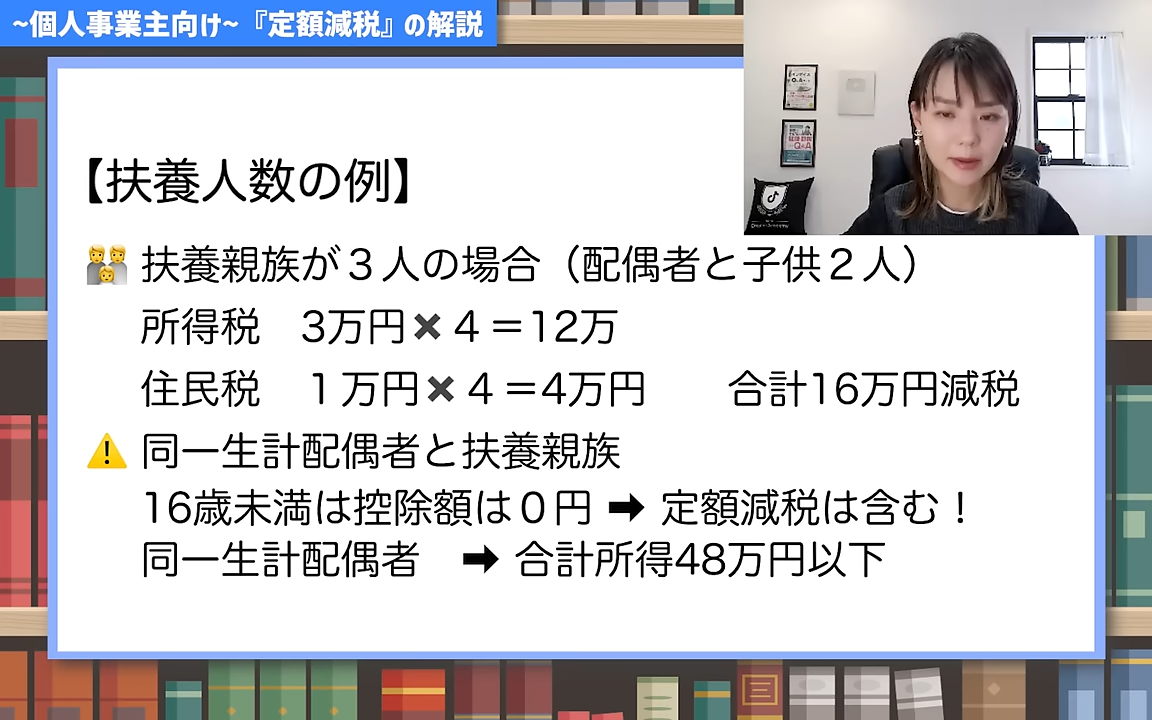 ~個人事業主向け~『定額減税』の解説
【扶養人数の例】
扶養親族が３人の場合（配偶者と子供２人）
所得税　3万円✖４＝12万
住民税　１万円✖４＝4万円　　合計16万円減税
⚠️ 同一生計配偶者と扶養親族
16歳未満は控除額は０円 ➡ 定額減税は含む！
同一生計配偶者　➡ 合計所得48万円以下
Q&A
Q&A